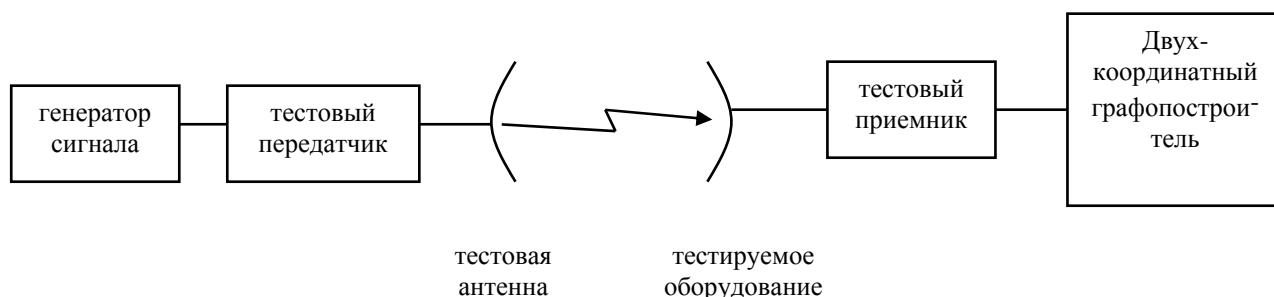 генератор
сигнала
тестовый
передатчик
тестовый
приемник
Двух-
координатный
графопострои-
тель
тестовая
антенна
тестируемое
оборудование